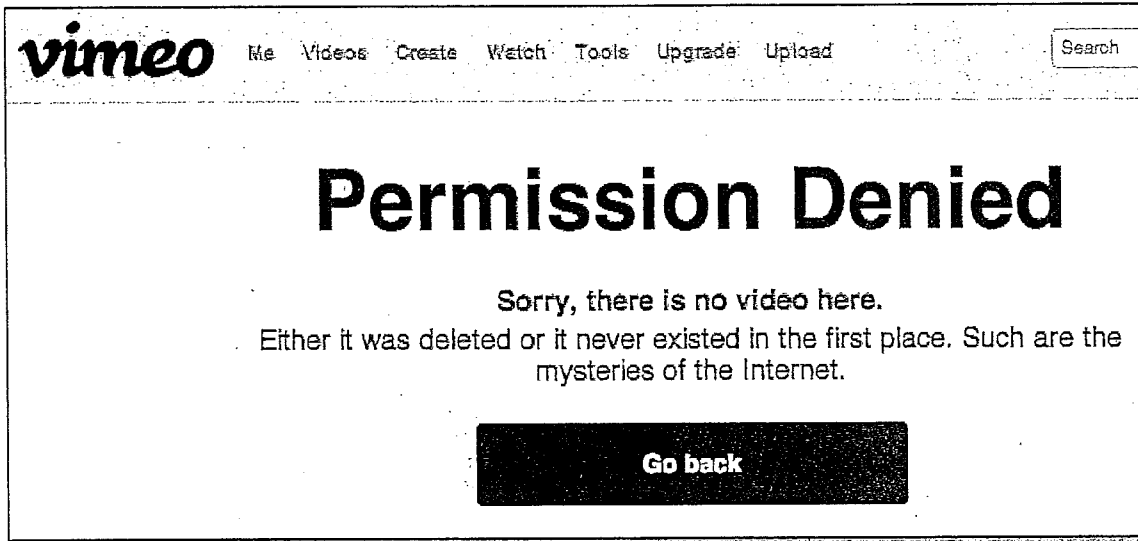 vimeo Me Videos Create Watch Tools Upgrade Upload Search
Permission Denied
Sorry, there is no video here.
Either it was deleted or it never existed in the first place. Such are the
mysteries of the Internet.
Go back